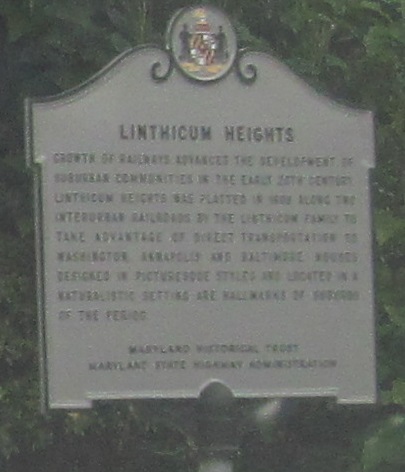 LINTHICUM HEIGHTS
GROWTH OF RAILWAYS ADVANCED THE DEVELOPMENT OF
SUBURBAN COMMUNITIES IN THE EARLY 20TH CENTURY.
LINTHICUM HEIGHTS WAS PLATTED IN 1908 ALONG TWO
INTERURBAN RAILROADS BY THE LINTHICUM FAMILY TO
TAKE ADVANTAGE OF DIRECT TRANSPORTATION TO
WASHINGTON, ANNAPOLIS AND BALTIMORE. HOUSES
DESIGNED IN PICTURESQUE STYLES AND LOCATED IN A
NATURALISTIC SETTING ARE HALLMARKS OF SUBURBS
OF THE PERIOD.
MARYLAND HISTORICAL TRUST
MARYLAND STATE HIGHWAY ADMINISTRATION